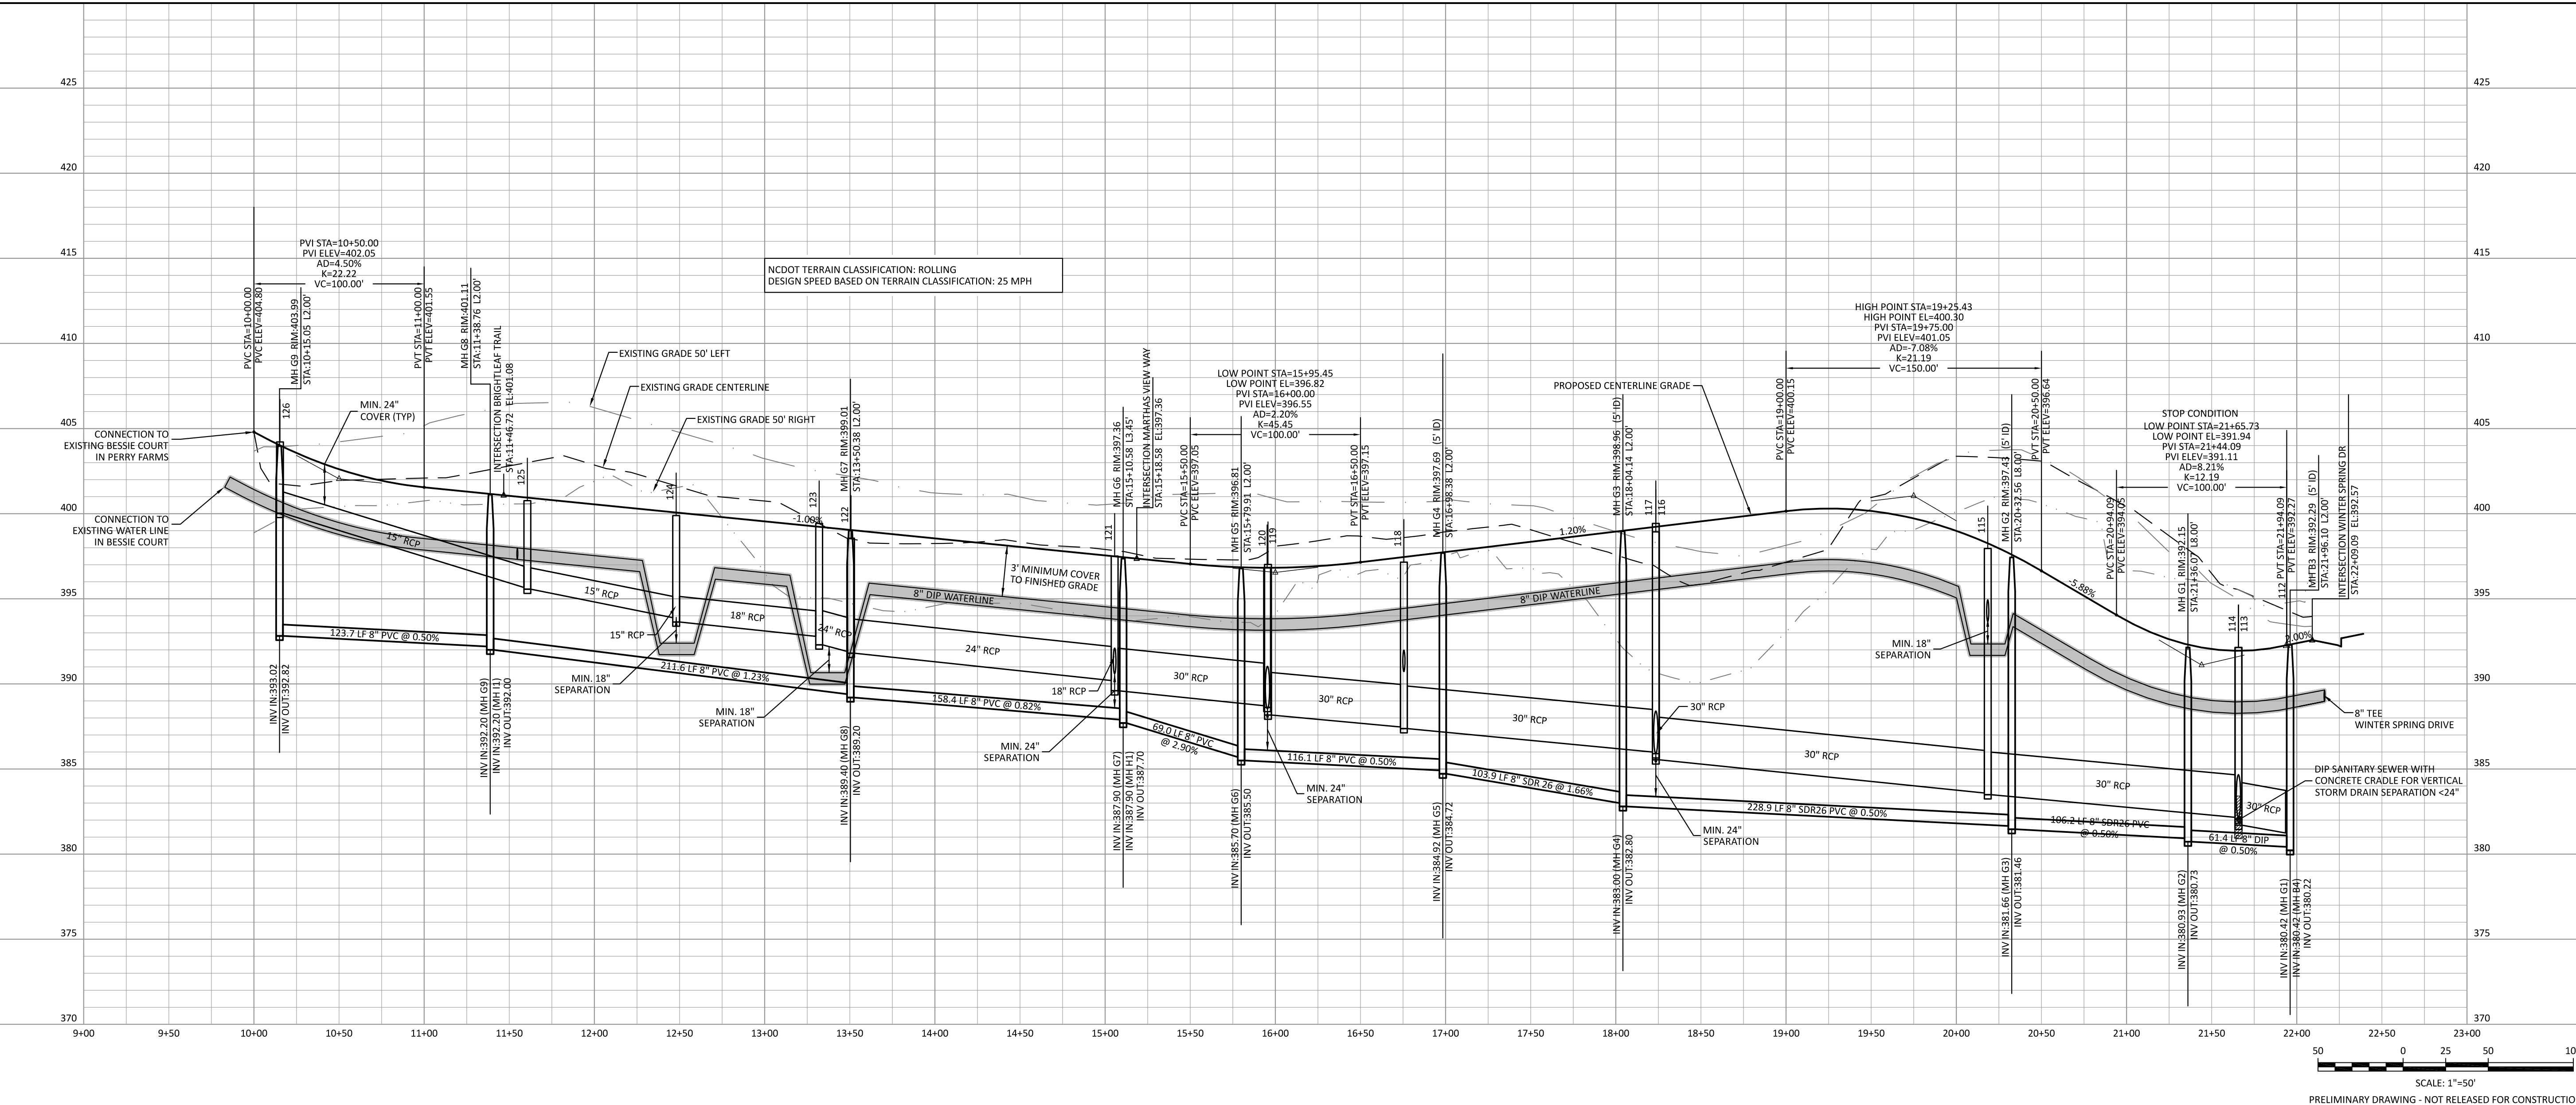 425
420
415
410
405
400
395
390
385
380
375
370
425
420
415
410
405
400
395
390
385
380
375
370
9+00
9+50
10+00
10+50
11+00
11+50
12+00
12+50
13+00
13+50
14+00
14+50
15+00
15+50
16+00
16+50
17+00
17+50
18+00
18+50
19+00
19+50
20+00
20+50
21+00
21+50
22+00
22+50
23+00
PVI STA=10+50.00
PVI ELEV=402.05
AD=4.50%
K=22.22
VC=100.00'
PVC STA=10+00.00
PVC ELEV=404.80
MH G9 RIM:403.99
STA:10+15.05 L2.00'
PVT STA=11+00.00
PVT ELEV=401.55
MH G8 RIM:401.11
STA:11+38.76 L2.00'
INTERSECTION BRIGHTLEAF TRAIL
STA:11+46.72 EL:401.08
126
125
124
123
122
MIN. 24"
COVER (TYP)
CONNECTION TO
EXISTING BESSIE COURT
IN PERRY FARMS
CONNECTION TO
EXISTING WATER LINE
IN BESSIE COURT
EXISTING GRADE 50' LEFT
EXISTING GRADE CENTERLINE
EXISTING GRADE 50' RIGHT
NCDOT TERRAIN CLASSIFICATION: ROLLING
DESIGN SPEED BASED ON TERRAIN CLASSIFICATION: 25 MPH
MH G7 RIM:399.01
STA:13+50.38 L2.00'
-1.00%
15" RCP
15" RCP
15" RCP
18" RCP
24" RCP
24" RCP
MIN. 18"
SEPARATION
MIN. 18"
SEPARATION
123.7 LF 8" PVC @ 0.50%
211.6 LF 8" PVC @ 1.23%
158.4 LF 8" PVC @ 0.82%
INV IN:393.02
INV OUT:392.82
INV IN:392.20 (MH G9)
INV IN:392.20 (MH I1)
INV OUT:392.00
INV IN:389.40 (MH G8)
INV OUT:389.20
8" DIP WATERLINE
3' MINIMUM COVER
TO FINISHED GRADE
121
MH G6 RIM:397.36
STA:15+10.58 L3.45'
INTERSECTION MARTHAS VIEW WAY
STA:15+18.58 EL:397.36
PVC STA=15+50.00
PVC ELEV=397.05
LOW POINT STA=15+95.45
LOW POINT EL=396.82
PVI STA=16+00.00
PVI ELEV=396.55
AD=2.20%
K=45.45
VC=100.00'
MH G5 RIM:396.81
STA:15+79.91 L2.00'
120
119
PVT STA=16+50.00
PVT ELEV=397.15
118
MH G4 RIM:397.69 (5' ID)
STA:16+98.38 L2.00'
18" RCP
MIN. 24"
SEPARATION
30" RCP
30" RCP
30" RCP
69.0 LF 8" PVC
@ 2.90%
116.1 LF 8" PVC @ 0.50%
103.9 LF 8" SDR 26 @ 1.66%
MIN. 24"
SEPARATION
INV IN:387.90 (MH G7)
INV IN:387.90 (MH H1)
INV OUT:387.70
INV IN:385.70 (MH G6)
INV OUT:385.50
INV IN:384.92 (MH G5)
INV OUT:384.72
8" DIP WATERLINE
1.20%
PROPOSED CENTERLINE GRADE
MH G3 RIM:398.96 (5' ID)
STA:18+04.14 L2.00'
117
116
30" RCP
30" RCP
MIN. 24"
SEPARATION
228.9 LF 8" SDR26 PVC @ 0.50%
INV IN:383.00 (MH G4)
INV OUT:382.80
PVC STA=19+00.00
PVC ELEV=400.15
HIGH POINT STA=19+25.43
HIGH POINT EL=400.30
PVI STA=19+75.00
PVI ELEV=401.05
AD=-7.08%
K=21.19
VC=150.00'
115
MIN. 18"
SEPARATION
MH G2 RIM:397.43 (5' ID)
STA:20+32.56 L8.00'
PVT STA=20+50.00
PVT ELEV=396.64
-5.88%
PVC STA=20+94.09
PVC ELEV=394.05
STOP CONDITION
LOW POINT STA=21+65.73
LOW POINT EL=391.94
PVI STA=21+44.09
PVI ELEV=391.11
AD=8.21%
K=12.19
VC=100.00'
MH G1 RIM:392.15
STA:21+36.07 L8.00'
114
113
112
PVT STA=21+94.09
PVT ELEV=392.27
MH B3 RIM:392.29 (5' ID)
STA:21+96.10 L2.00'
INTERSECTION WINTER SPRING DR
STA:22+09.09 EL:392.57
2.00%
8" TEE
WINTER SPRING DRIVE
DIP SANITARY SEWER WITH
CONCRETE CRADLE FOR VERTICAL
STORM DRAIN SEPARATION <24"
30" RCP
30" RCP
106.2 LF 8" SDR26 PVC
@ 0.50%
61.4 LF 8" DIP
@ 0.50%
INV IN:381.66 (MH G3)
INV OUT:381.46
INV IN:380.93 (MH G2)
INV OUT:380.73
INV IN:380.42 (MH G1)
INV IN:380.42 (MH B4)
INV OUT:380.22
50
0
25
50
10
SCALE: 1"=50'
PRELIMINARY DRAWING - NOT RELEASED FOR CONSTRUCTIO